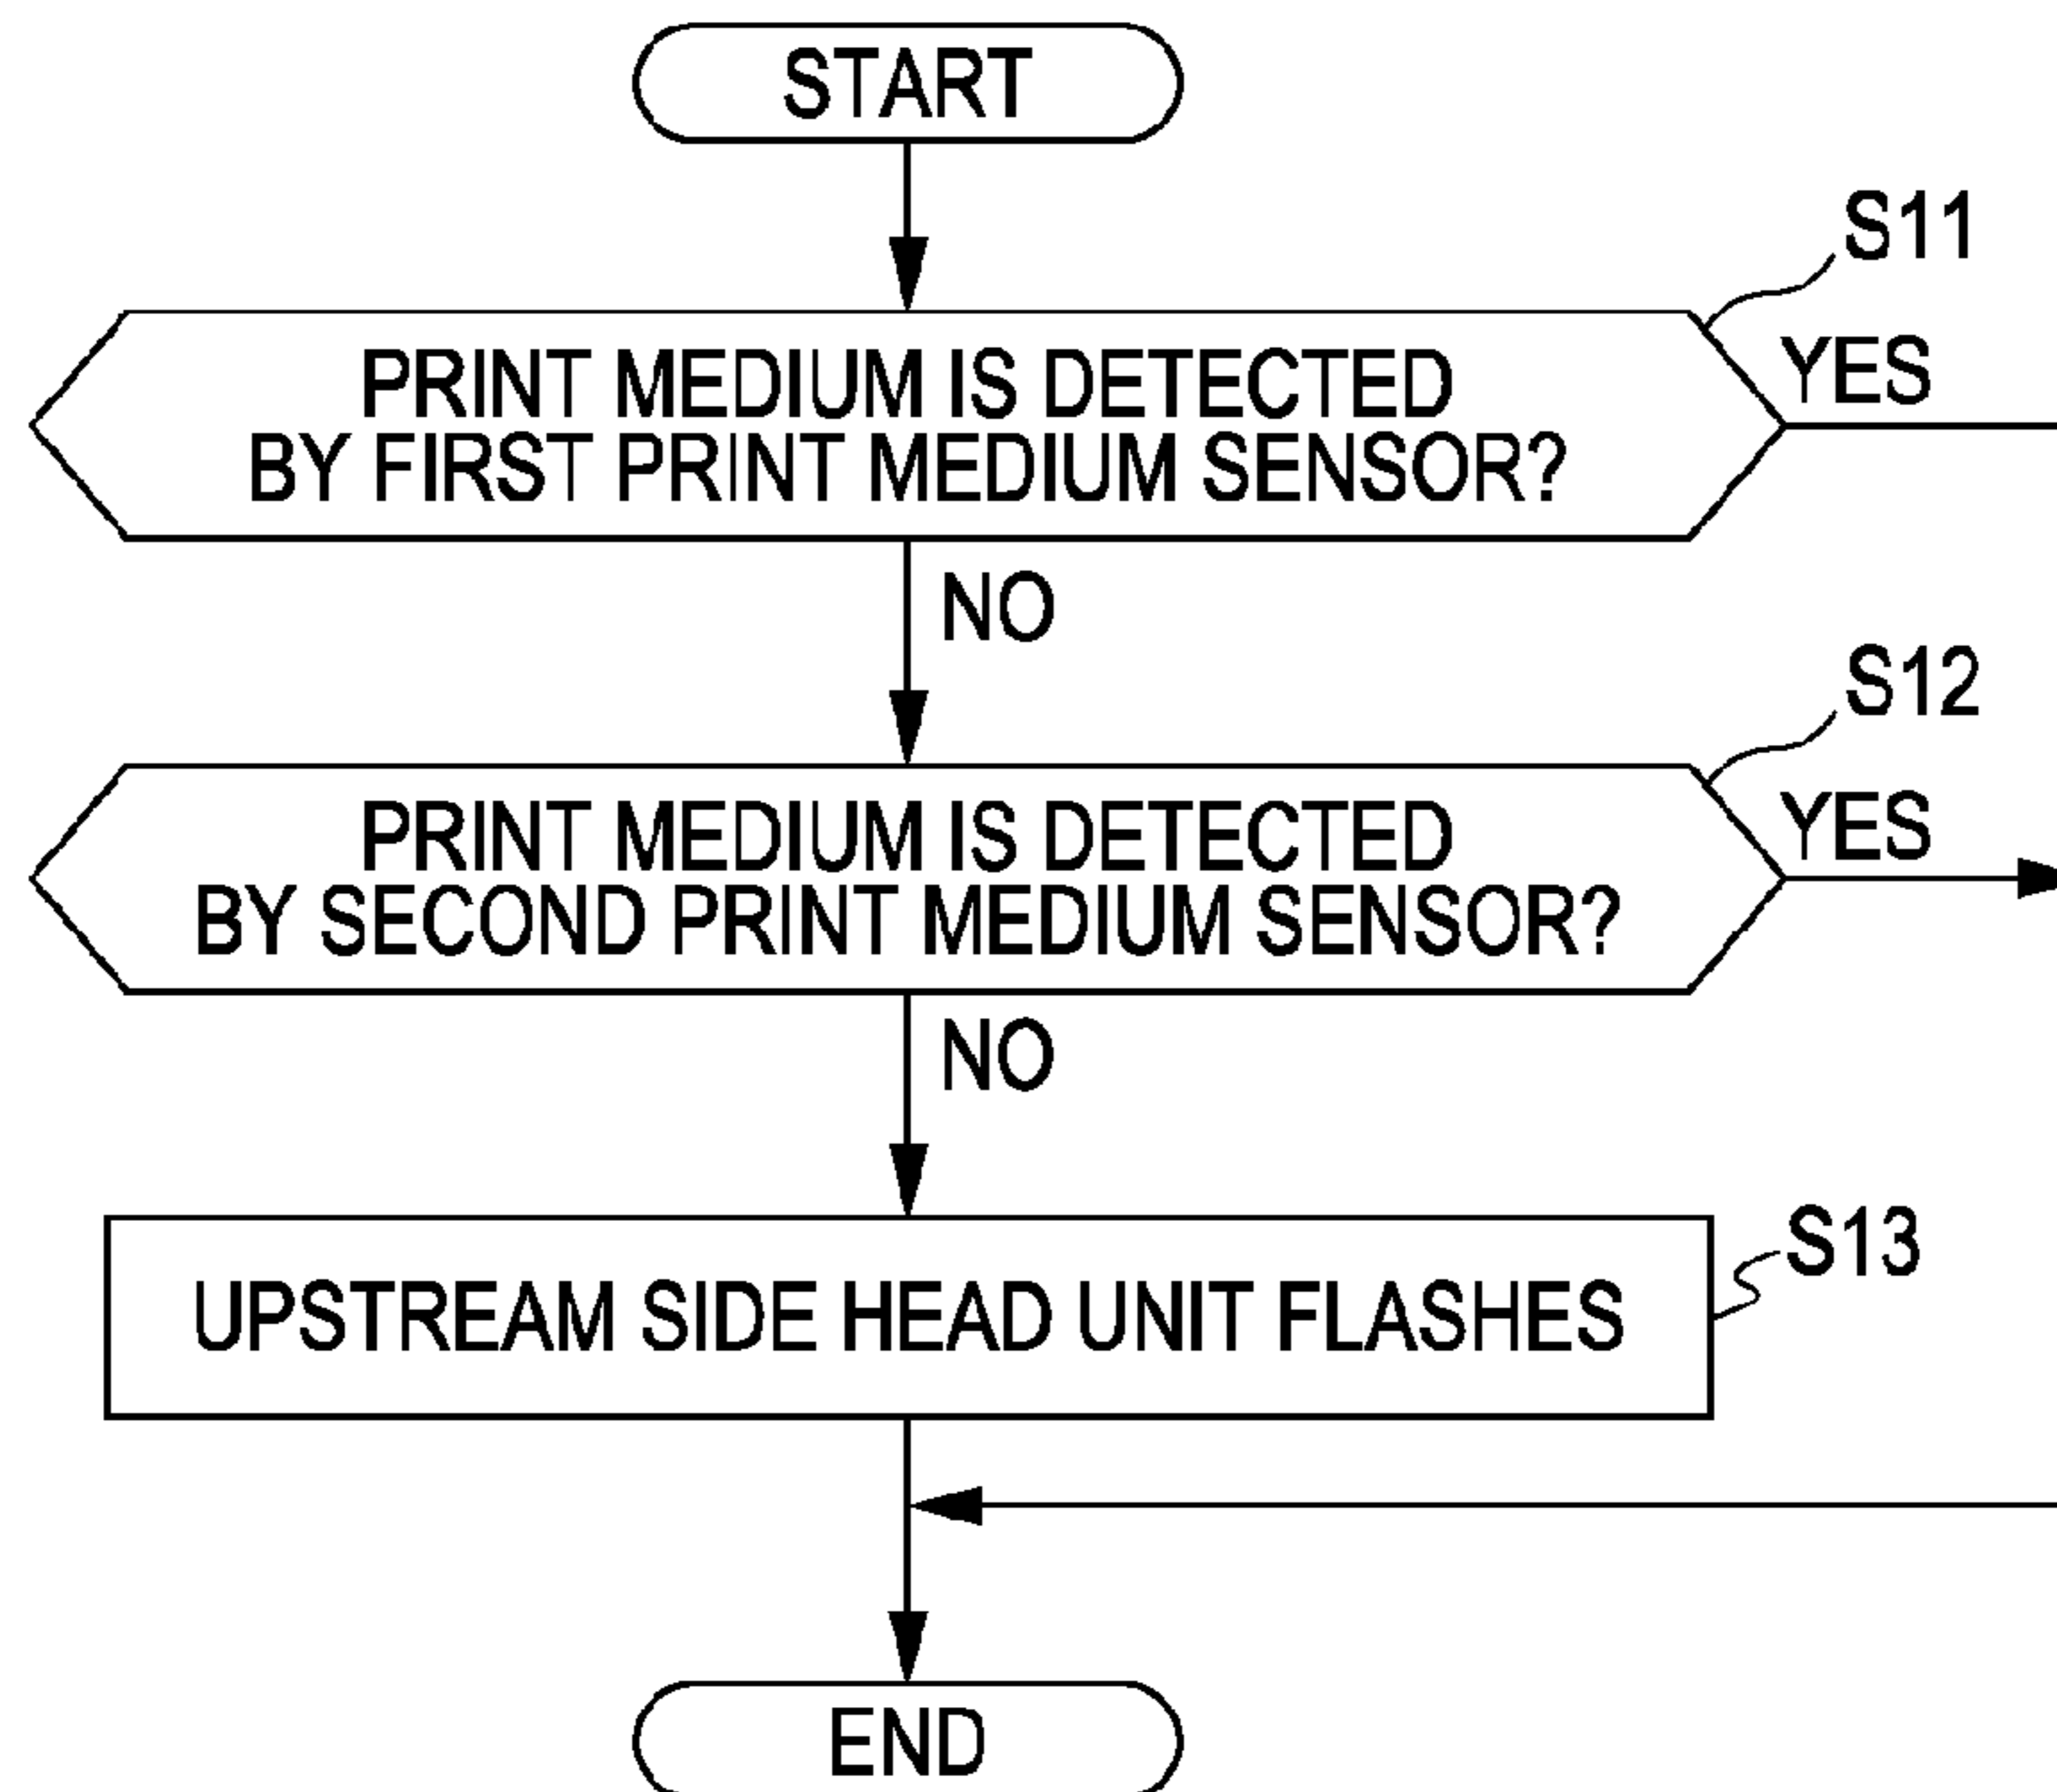 START
S11
PRINT MEDIUM IS DETECTED
BY FIRST PRINT MEDIUM SENSOR?
YES
NO
S12
PRINT MEDIUM IS DETECTED
BY SECOND PRINT MEDIUM SENSOR?
YES
NO
S13
UPSTREAM SIDE HEAD UNIT FLASHES
END